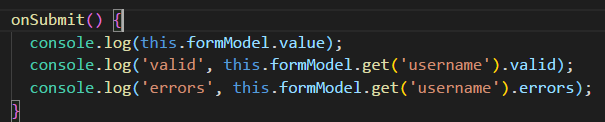 onSubmit() {
  console.log(this.formModel.value);
  console.log('valid', this.formModel.get('username').valid);
  console.log('errors', this.formModel.get('username').errors);
}